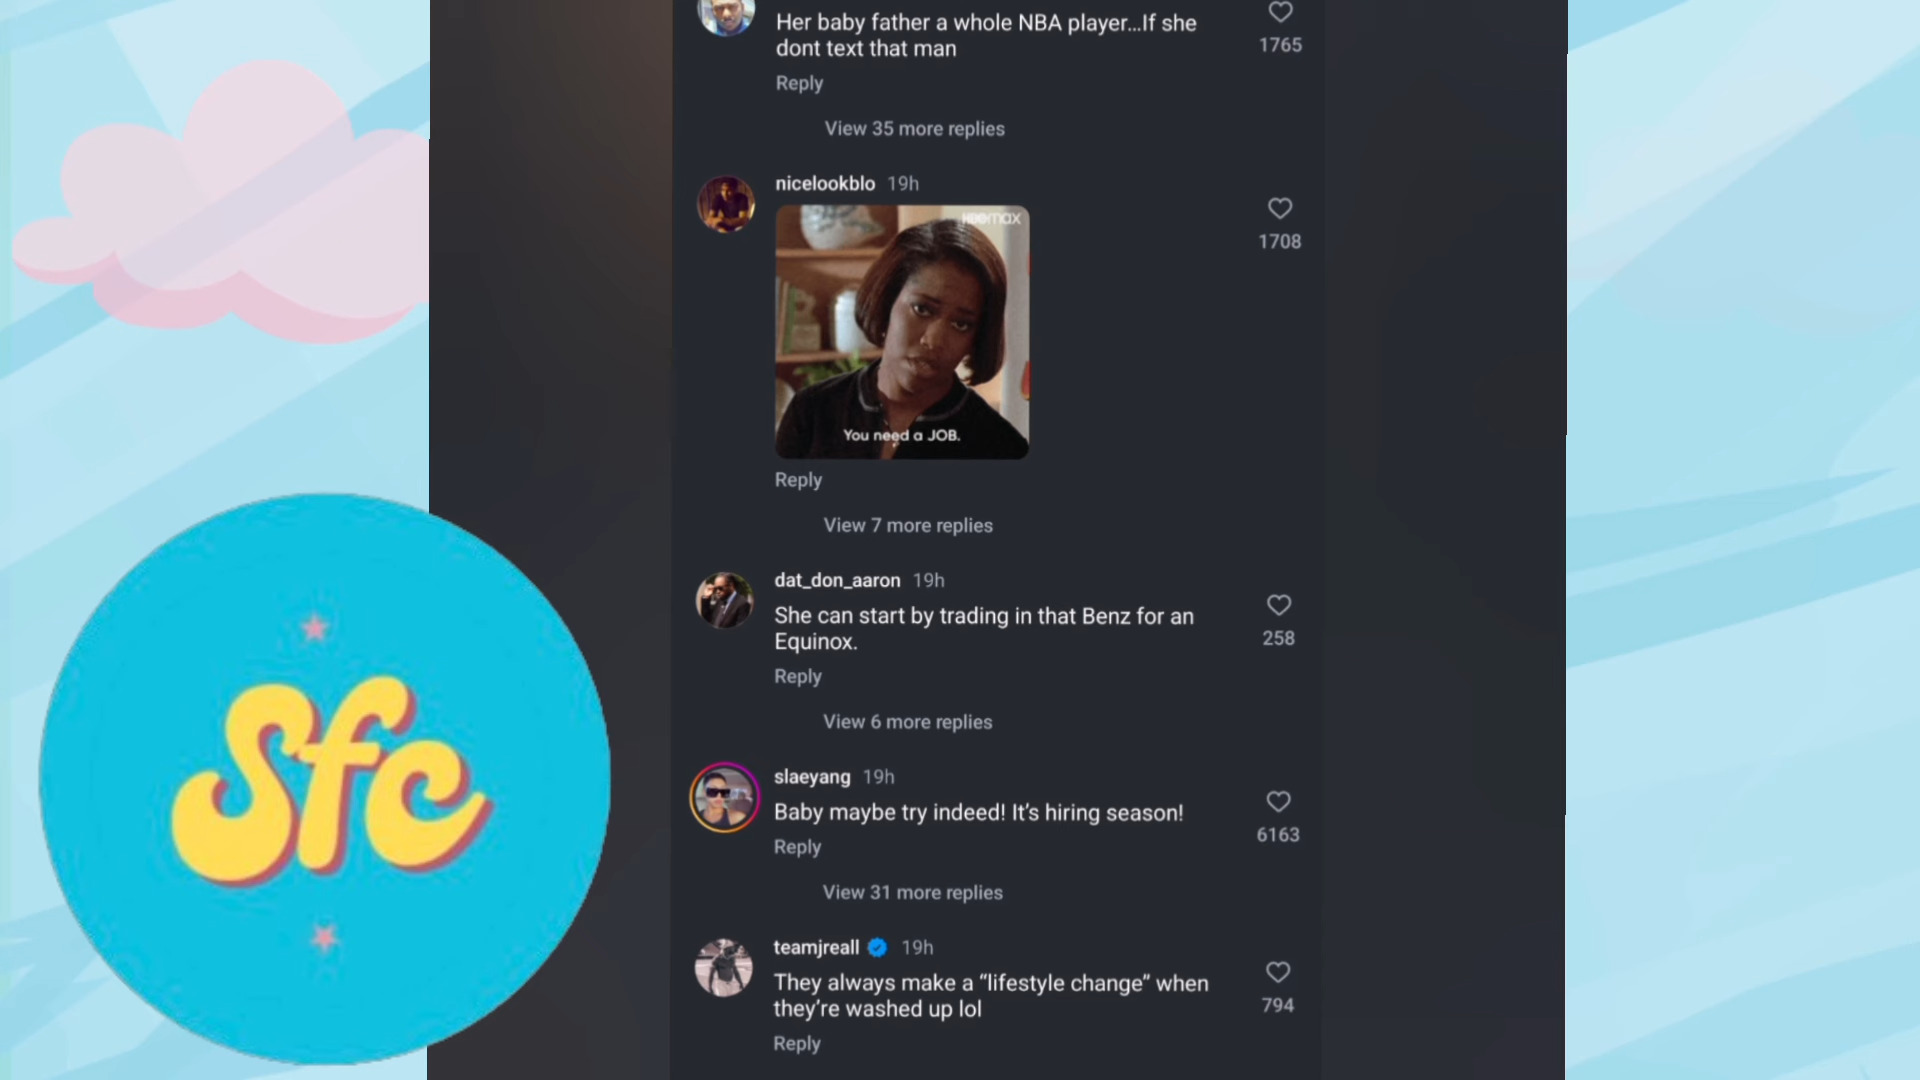 Her baby father a whole NBA player...If she
dont text that man
1765
Reply
View 35 more replies
nicelookblo 19h
HBOmax
1708
You need a JOB.
Reply
View 7 more replies
dat_don_aaron 19h
She can start by trading in that Benz for an
Equinox.
258
Reply
View 6 more replies
slaeyang 19h
Baby maybe try indeed! It’s hiring season!
6163
Reply
View 31 more replies
teamjreall 19h
They always make a “lifestyle change” when
they’re washed up lol
794
Reply
Sfc